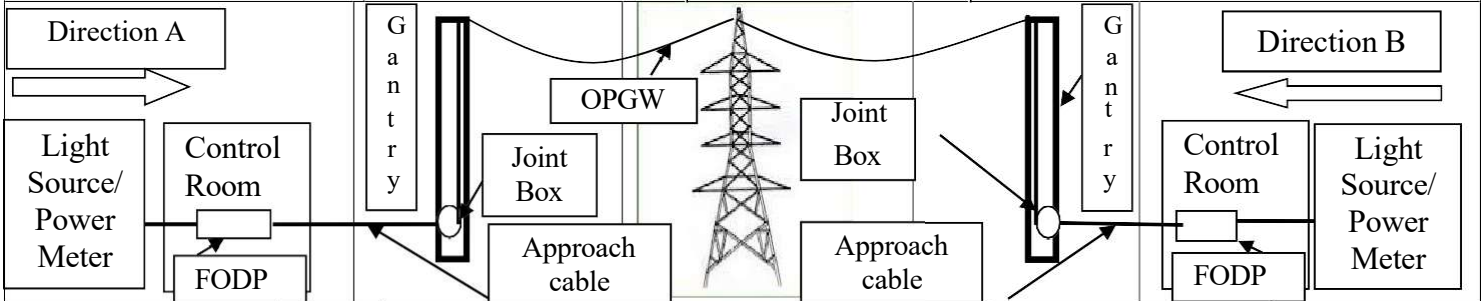 Direction A
Light
Source/
Power
Meter
Control
Room
FODP
G
a
n
t
r
y
Joint
Box
Approach
cable
OPGW
Joint
Box
Approach
cable
G
a
n
t
r
y
Direction B
Control
Room
FODP
Light
Source/
Power
Meter